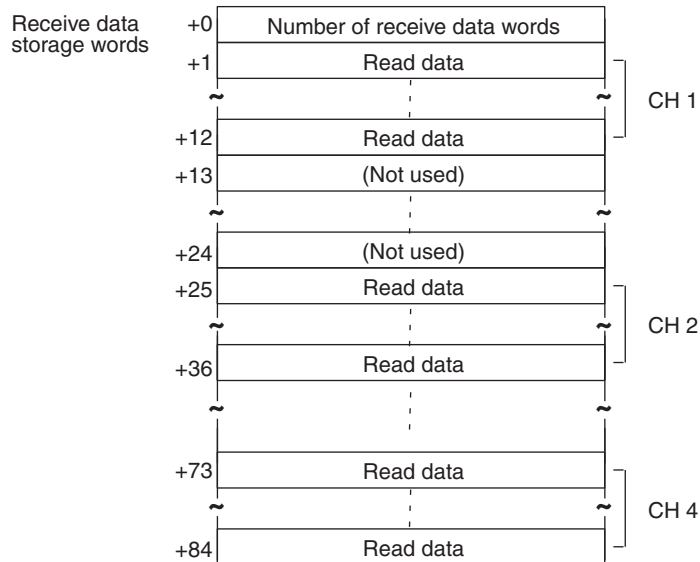 Receive data
storage words
+0 Number of receive data words
+1 Read data
CH 1
+12 Read data
+13 (Not used)
+24 (Not used)
+25 Read data
CH 2
+36 Read data
+73 Read data
CH 4
+84 Read data